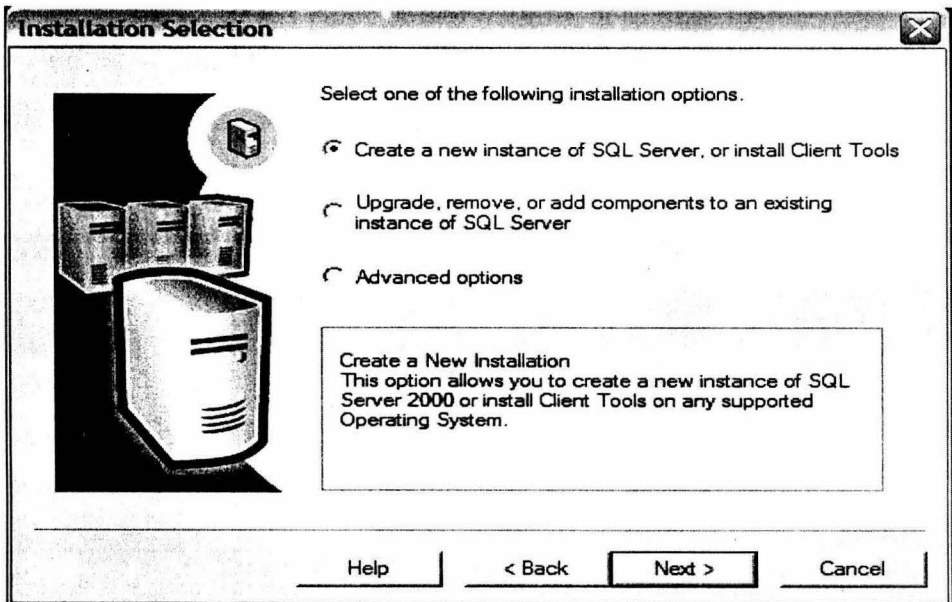 Installation Selection
Select one of the following installation options.
Create a new instance of SQL Server, or install Client Tools
Upgrade, remove, or add components to an existing
instance of SQL Server
Advanced options
Create a New Installation
This option allows you to create a new instance of SQL
Server 2000 or install Client Tools on any supported
Operating System.
Help
< Back
Next >
Cancel